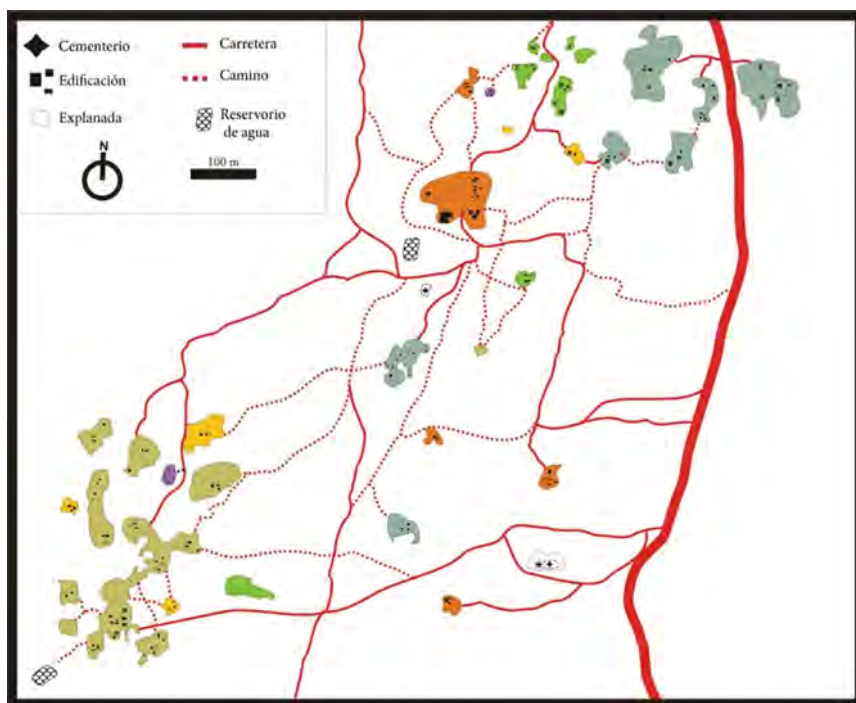 Cementerio
Carretera
Edificación
Camino
Explanada
Reservorio
de agua
N
100 m